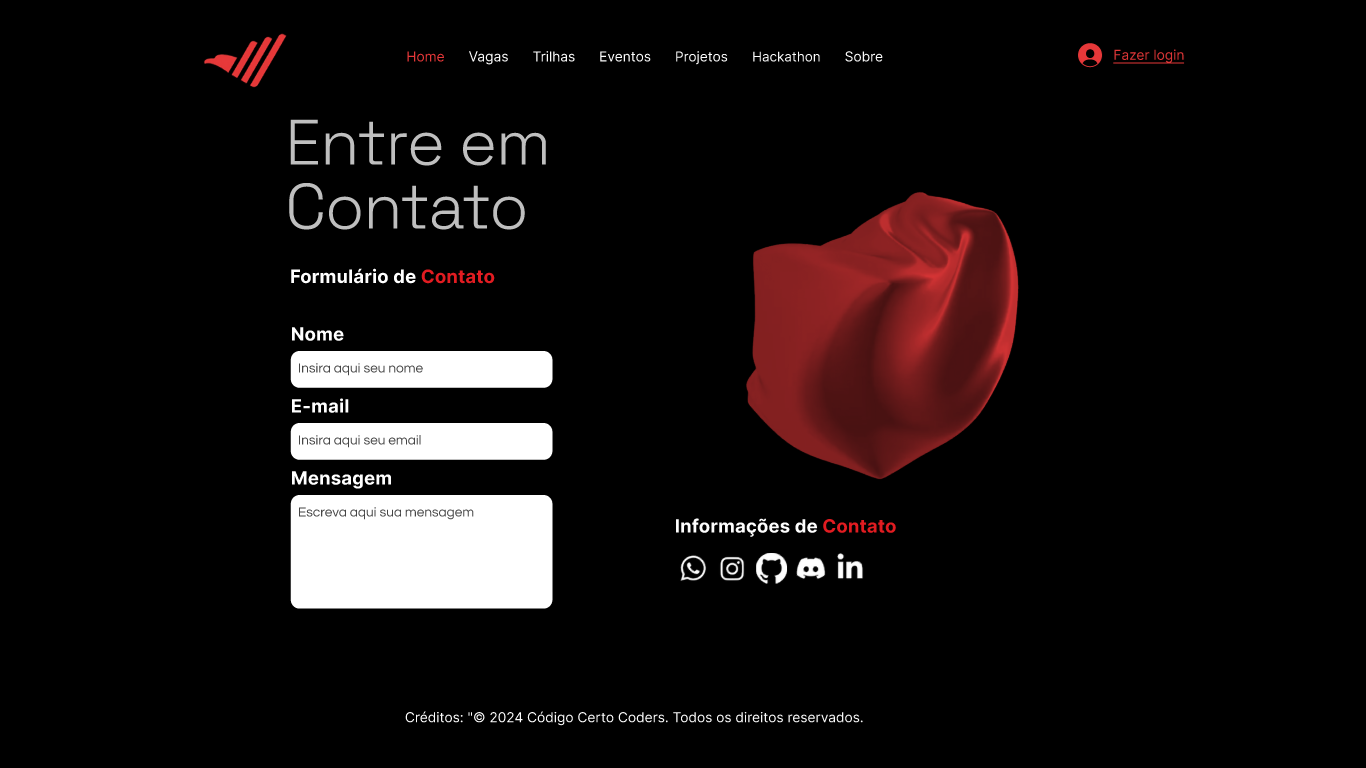 Home Vagas Trilhas Eventos Projetos Hackathon Sobre Fazer login
Entre em
Contato
Formulário de Contato
Nome
Insira aqui seu nome
E-mail
Insira aqui seu email
Mensagem
Escreva aqui sua mensagem
Informações de Contato
in
Créditos: "© 2024 Código Certo Coders. Todos os direitos reservados.